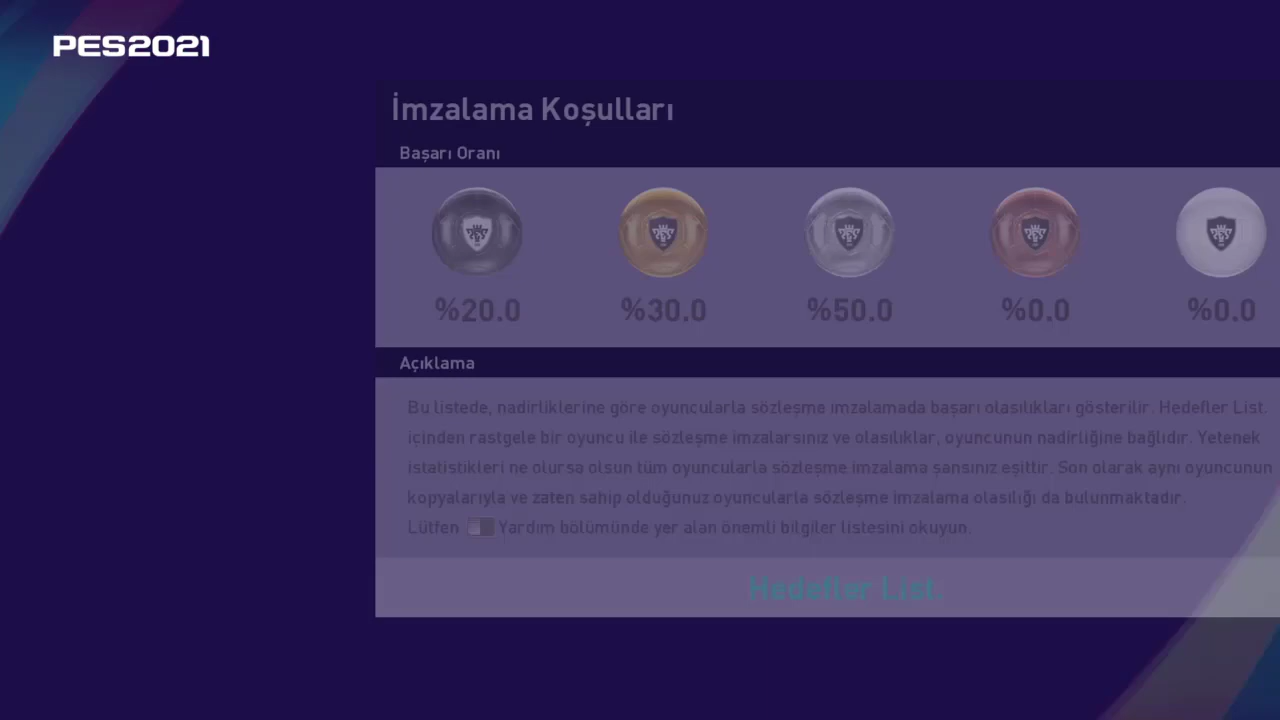 PES2021
İmzalama Koşulları
Başarı Oranı
%20.0 %30.0 %50.0 %0.0 %0.0
Açıklama
Bu listede, nadirliklerine göre oyuncularla sözleşme imzalamada başarı olasılıkları gösterilir. Hedefler List.
içinden rastgele bir oyuncu ile sözleşme imzalarsınız ve olasılıklar, oyuncunun nadirliğine bağlıdır. Yetenek
istatistikleri ne olursa olsun tüm oyuncularla sözleşme imzalama şansınız eşittir. Son olarak aynı oyuncunun
kopyalarıyla ve zaten sahip olduğunuz oyuncularla sözleşme imzalama olasılığı da bulunmaktadır.
Lütfen Yardım bölümünde yer alan önemli bilgiler listesini okuyun.
Hedefler List.